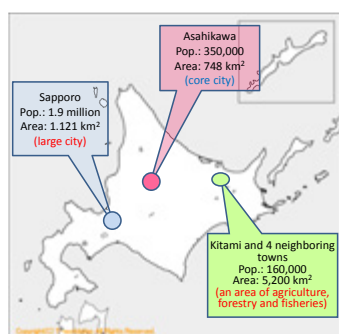 Asahikawa
Pop.: 350,000
Area: 748 km²
(core city)
Sapporo
Pop.: 1.9 million
Area: 1.121 km²
(large city)
Kitami and 4 neighboring
towns
Pop.: 160,000
Area: 5,200 km²
(an area of agriculture,
forestry and fisheries)